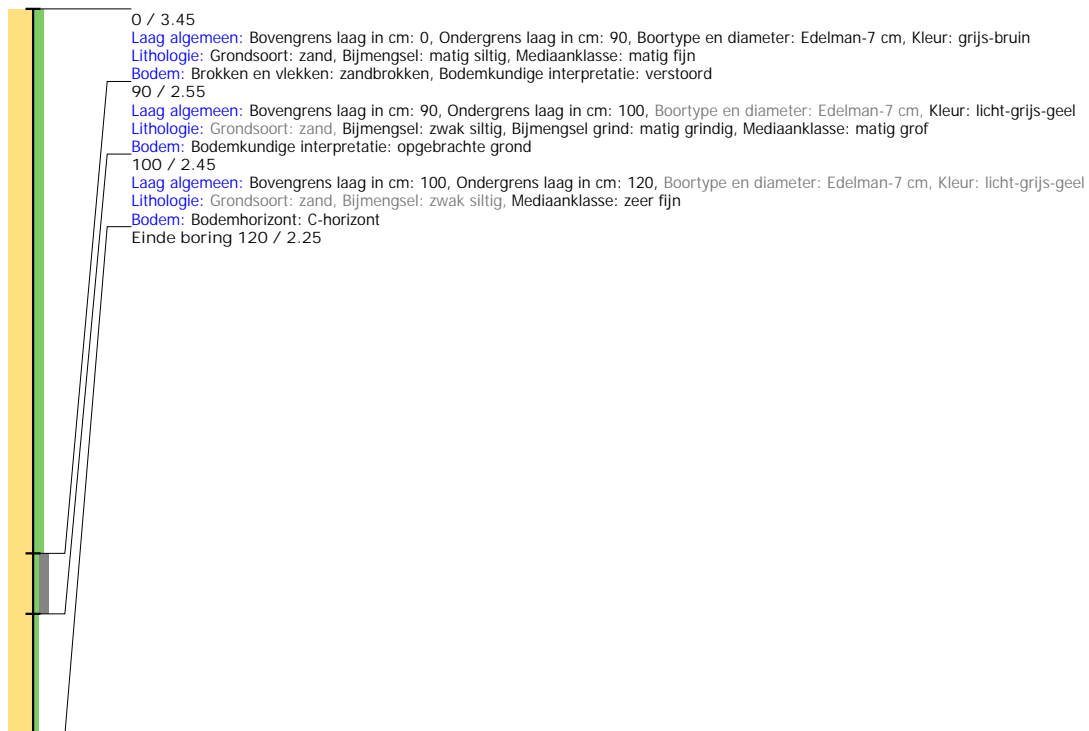 0 / 3.45
Laag algemeen: Bovengrens laag in cm: 0, Ondergrens laag in cm: 90, Boortype en diameter: Edelman-7 cm, Kleur: grijs-bruin
Lithologie: Grondsoort: zand, Bijmengsel: matig siltig, Mediaanklasse: matig fijn
Bodem: Brokken en vlekken: zandbrokken, Bodemkundige interpretatie: verstoord
90 / 2.55
Laag algemeen: Bovengrens laag in cm: 90, Ondergrens laag in cm: 100, Boortype en diameter: Edelman-7 cm, Kleur: licht-grijs-geel
Lithologie: Grondsoort: zand, Bijmengsel: zwak siltig, Bijmengsel grind: matig grindig, Mediaanklasse: matig grof
Bodem: Bodemkundige interpretatie: opgebrachte grond
100 / 2.45
Laag algemeen: Bovengrens laag in cm: 100, Ondergrens laag in cm: 120, Boortype en diameter: Edelman-7 cm, Kleur: licht-grijs-geel
Lithologie: Grondsoort: zand, Bijmengsel: zwak siltig, Mediaanklasse: zeer fijn
Bodem: Bodemhorizont: C-horizont
Einde boring 120 / 2.25